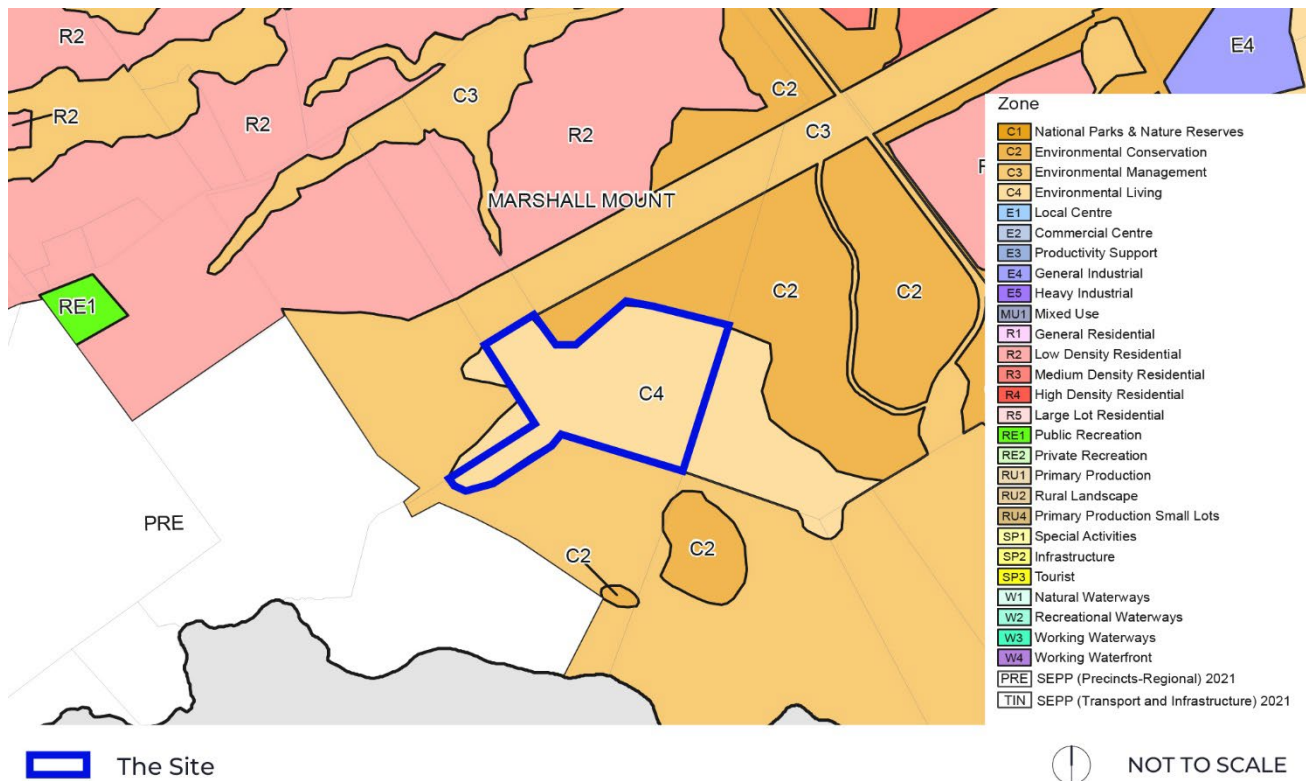 R2
E4
C2
C3
R2
R2
R2
C3
MARSHALL MOUNT
C2
C2
RE1
C4
PRE
C2
C2
Zone
C1 National Parks & Nature Reserves
C2 Environmental Conservation
C3 Environmental Management
C4 Environmental Living
E1 Local Centre
E2 Commercial Centre
E3 Productivity Support
E4 General Industrial
E5 Heavy Industrial
MU1 Mixed Use
R1 General Residential
R2 Low Density Residential
R3 Medium Density Residential
R4 High Density Residential
R5 Large Lot Residential
RE1 Public Recreation
RE2 Private Recreation
RU1 Primary Production
RU2 Rural Landscape
RU4 Primary Production Small Lots
SP1 Special Activities
SP2 Infrastructure
SP3 Tourist
W1 Natural Waterways
W2 Recreational Waterways
W3 Working Waterways
W4 Working Waterfront
PRE SEPP (Precincts-Regional) 2021
TIN SEPP (Transport and Infrastructure) 2021
The Site
NOT TO SCALE